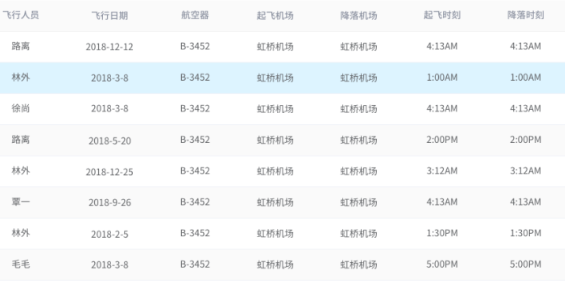 飞行人员 飞行日期 航空器 起飞机场 降落机场 起飞时刻 降落时刻
路离 2018-12-12 B-3452 虹桥机场 虹桥机场 4:13AM 4:13AM
林外 2018-3-8 B-3452 虹桥机场 虹桥机场 1:00AM 1:00AM
徐尚 2018-3-8 B-3452 虹桥机场 虹桥机场 4:13AM 4:13AM
路离 2018-5-20 B-3452 虹桥机场 虹桥机场 2:00PM 2:00PM
林外 2018-12-25 B-3452 虹桥机场 虹桥机场 3:12AM 3:12AM
覃一 2018-9-26 B-3452 虹桥机场 虹桥机场 4:13AM 4:13AM
林外 2018-2-5 B-3452 虹桥机场 虹桥机场 1:30PM 1:30PM
毛毛 2018-3-8 B-3452 虹桥机场 虹桥机场 5:00PM 5:00PM